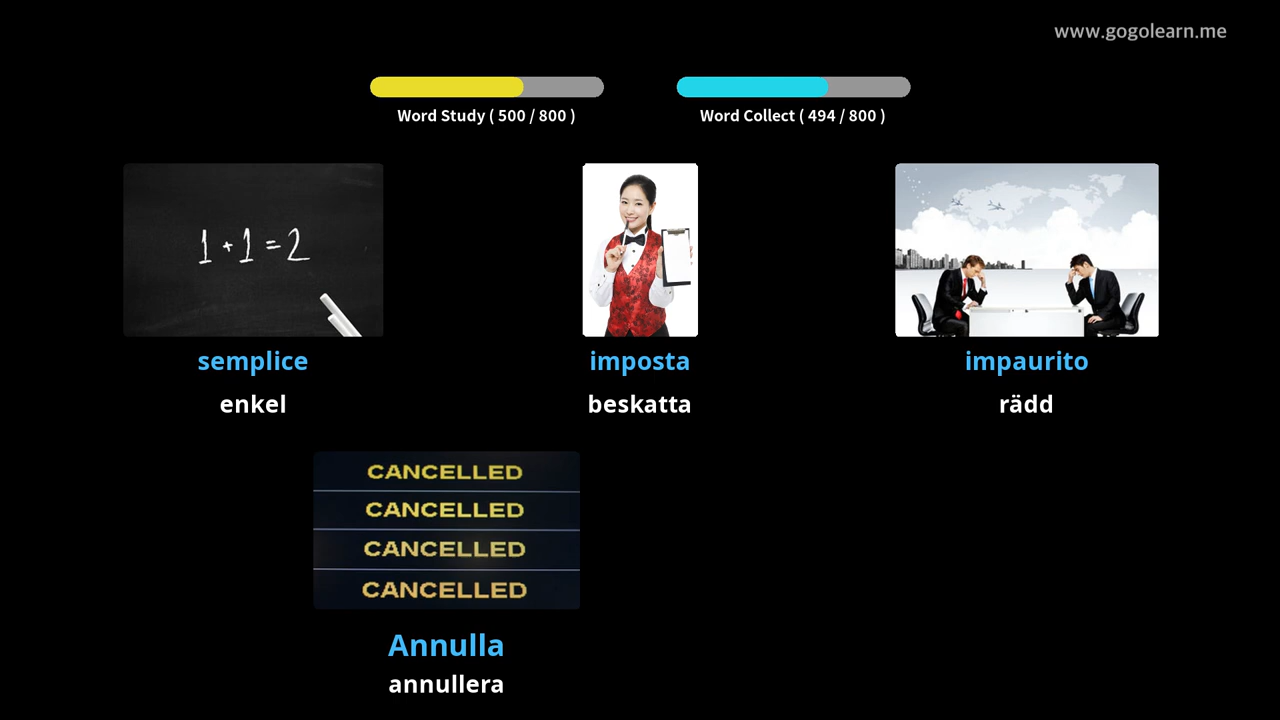 www.gogolearn.me
Word Study ( 500 / 800 )
Word Collect ( 494 / 800 )
1 + 1 = 2
semplice
imposta
impaurito
enkel
beskatta
rädd
CANCELLED
CANCELLED
CANCELLED
CANCELLED
Annulla
annullera